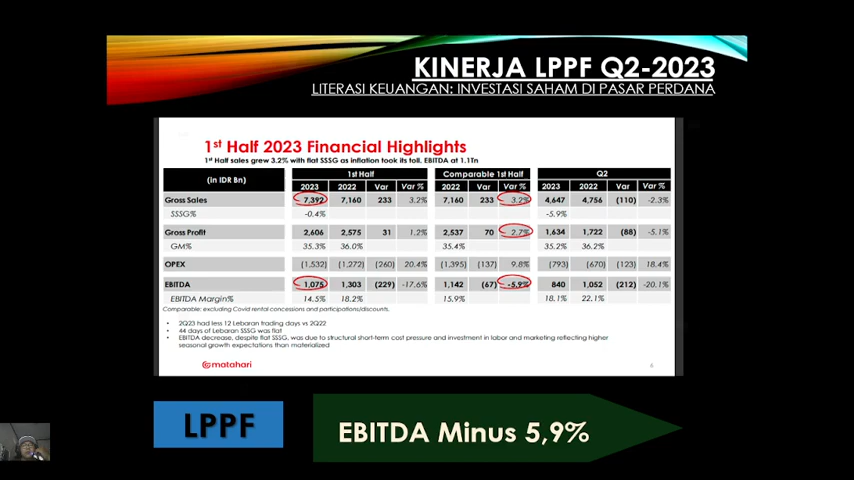 KINERJA LPPF Q2-2023
LITERASI KEUANGAN: INVESTASI SAHAM DI PASAR PERDANA
1st Half 2023 Financial Highlights
1st Half sales grew 3.2% with flat SSSG as inflation took its toll. EBITDA at 1.1Tn
(in IDR Bn) 1st Half Comparable 1st Half Q2
2023 2022 Var Var % 2022 Var Var % 2023 2022 Var Var %
Gross Sales 7,392 7,160 233 3.2% 7,160 233 3.2% 4,647 4,756 (110) -2.3%
SSSG% -0.4% -5.9%
Gross Profit 2,606 2,575 31 1.2% 2,537 70 2.7% 1,634 1,722 (88) -5.1%
GM% 35.3% 36.0% 35.4% 35.2% 36.2%
OPEX (1,532) (1,272) (260) 20.4% (1,395) (137) 9.8% (793) (670) (123) 18.4%
EBITDA 1,075 1,303 (229) -17.6% 1,142 (67) -5.9% 840 1,052 (212) -20.1%
EBITDA Margin% 14.5% 18.2% 15.9% 18.1% 22.1%
Comparable: excluding Covid rental concessions and participations/discounts.
• 2Q23 had less 12 Lebaran trading days vs 2Q22
• 44 days of Lebaran SSSG was flat
• EBITDA decrease, despite flat SSSG, was due to structural short-term cost pressure and investment in labor and marketing reflecting higher
seasonal growth expectations than materialized
matahari
6
LPPF
EBITDA Minus 5,9%